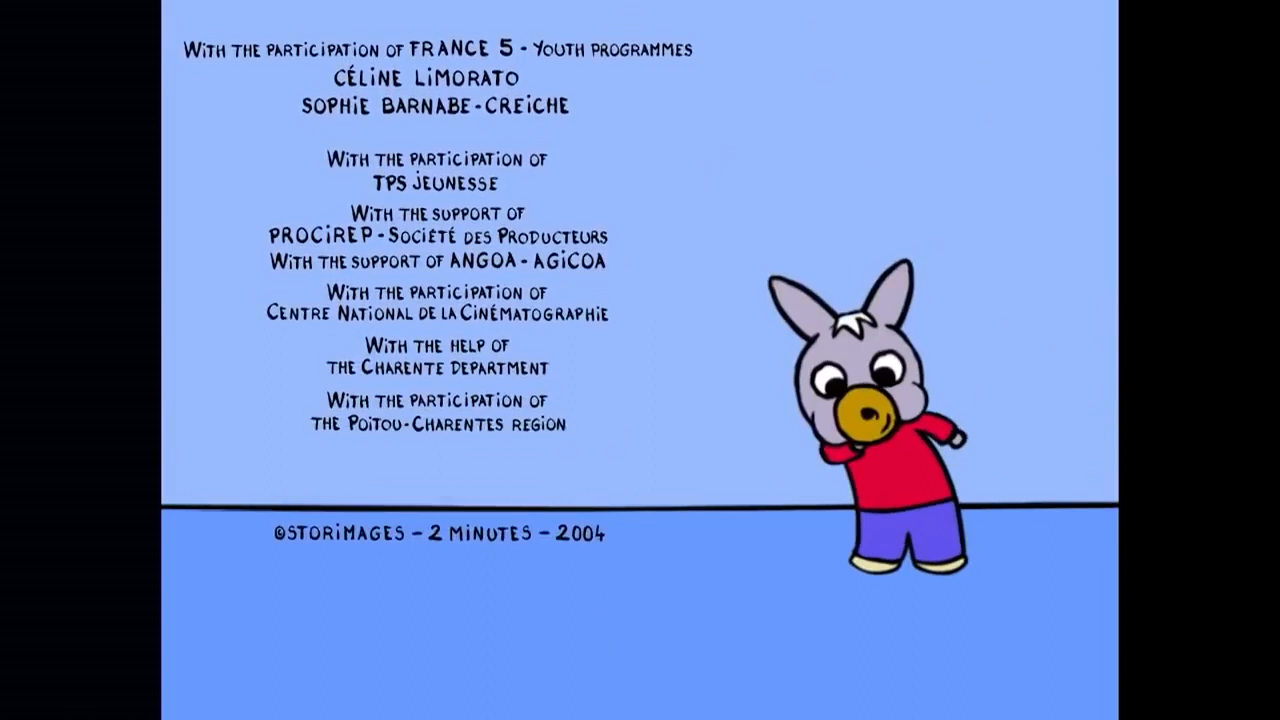 WiTH THE PARTiCiPATiON OF FRANCE 5 - YOUTH PROGRAMMES
CÉLiNE LiMORATO
SOPHiE BARNABE-CREiCHE
WiTH THE PARTiCiPATiON OF
TPS JEUNESSE
WiTH THE SUPPORT OF
PROCiREP - SOCiÉTÉ DES PRODUCTEURS
WiTH THE SUPPORT OF ANGOA - AGiCOA
WiTH THE PARTiCiPATiON OF
CENTRE NATiONAL DE LA CiNÉMATOGRAPHiE
WiTH THE HELP OF
THE CHARENTE DEPARTMENT
WiTH THE PARTiCiPATiON OF
THE POiTOU-CHARENTES REGiON
©STORiMAGES - 2 MiNUTES - 2004